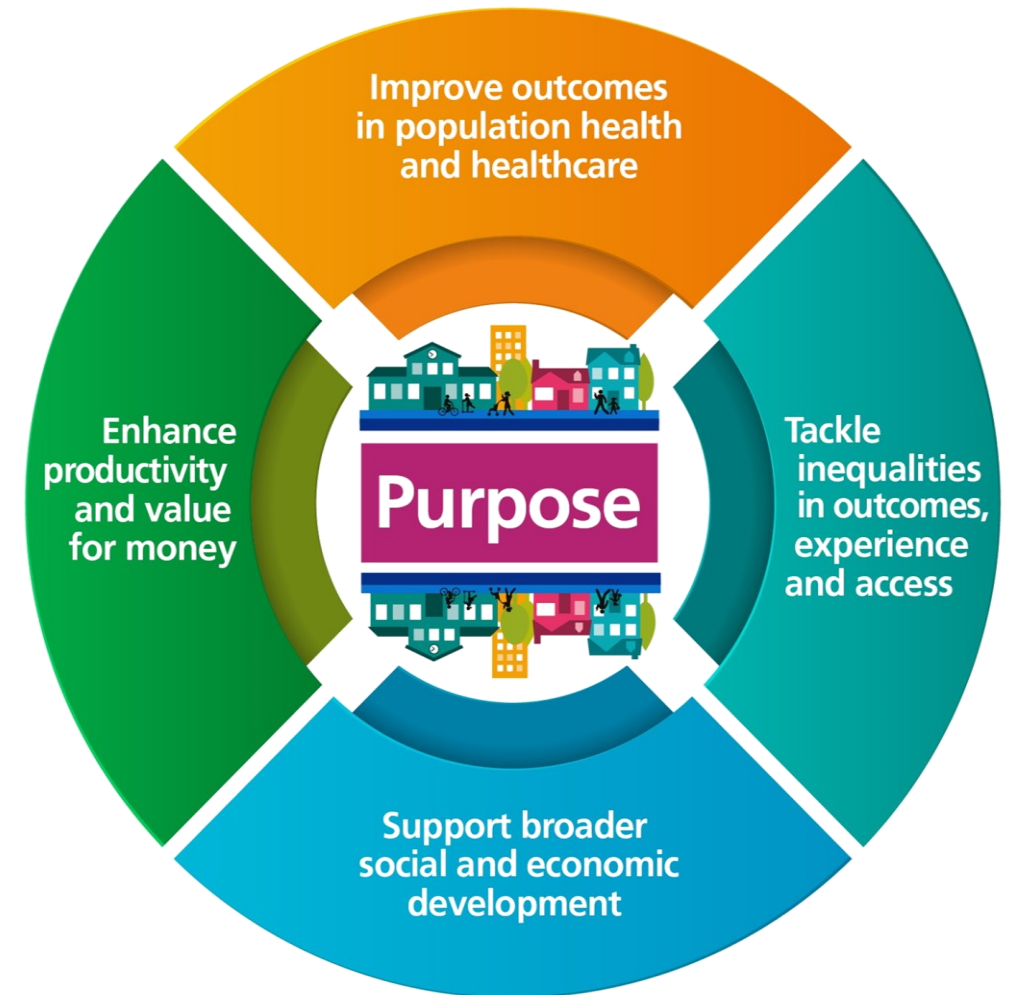 Improve outcomes
in population health
and healthcare
Tackle
inequalities
in outcomes,
experience
and access
Support broader
social and economic
development
Enhance
productivity
and value
for money
Purpose